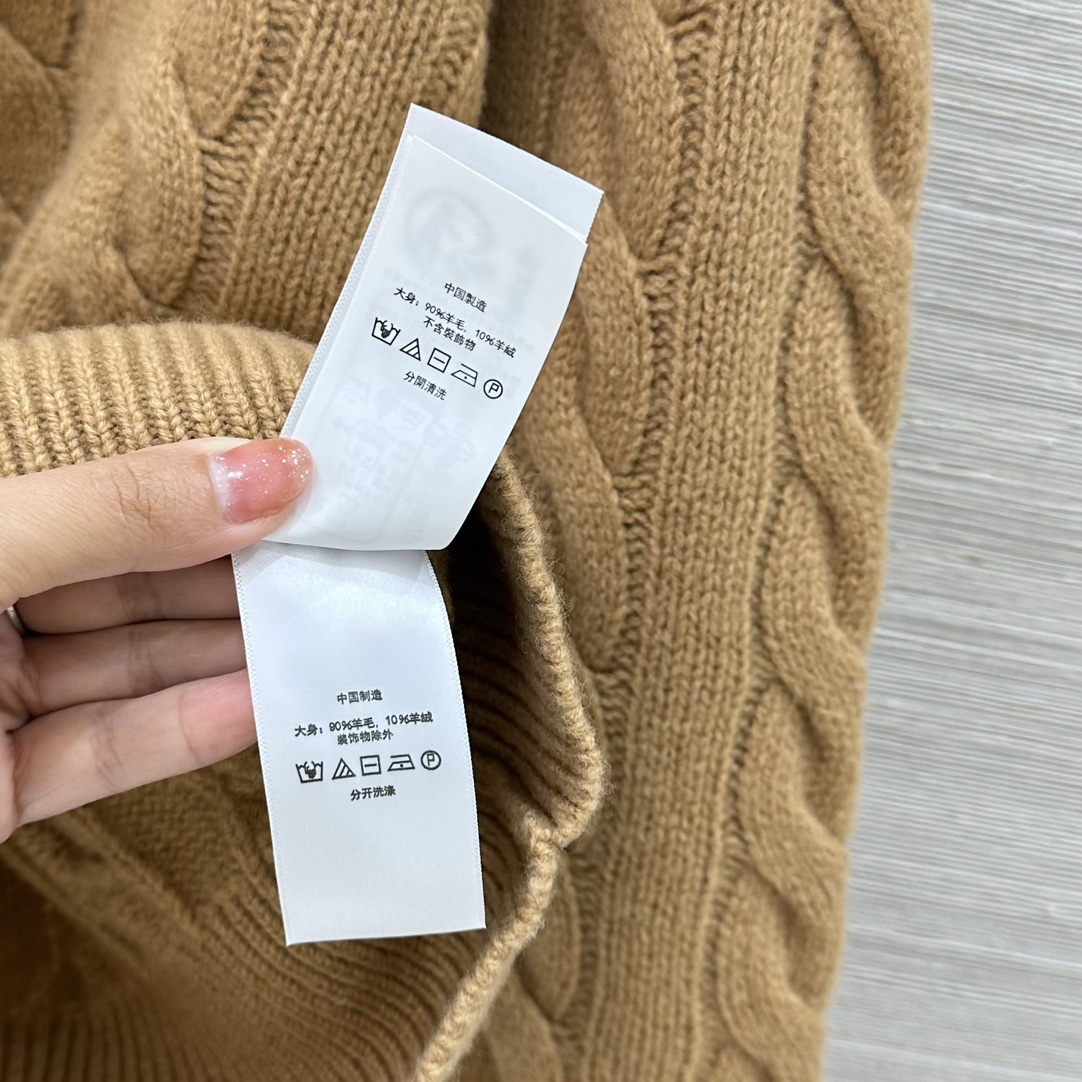 中国製造
大身：90%羊毛，10%羊絨
不含裝飾物
P
分開清洗
中国制造
大身：90%羊毛，10%羊绒
装饰物除外
P
分开洗涤